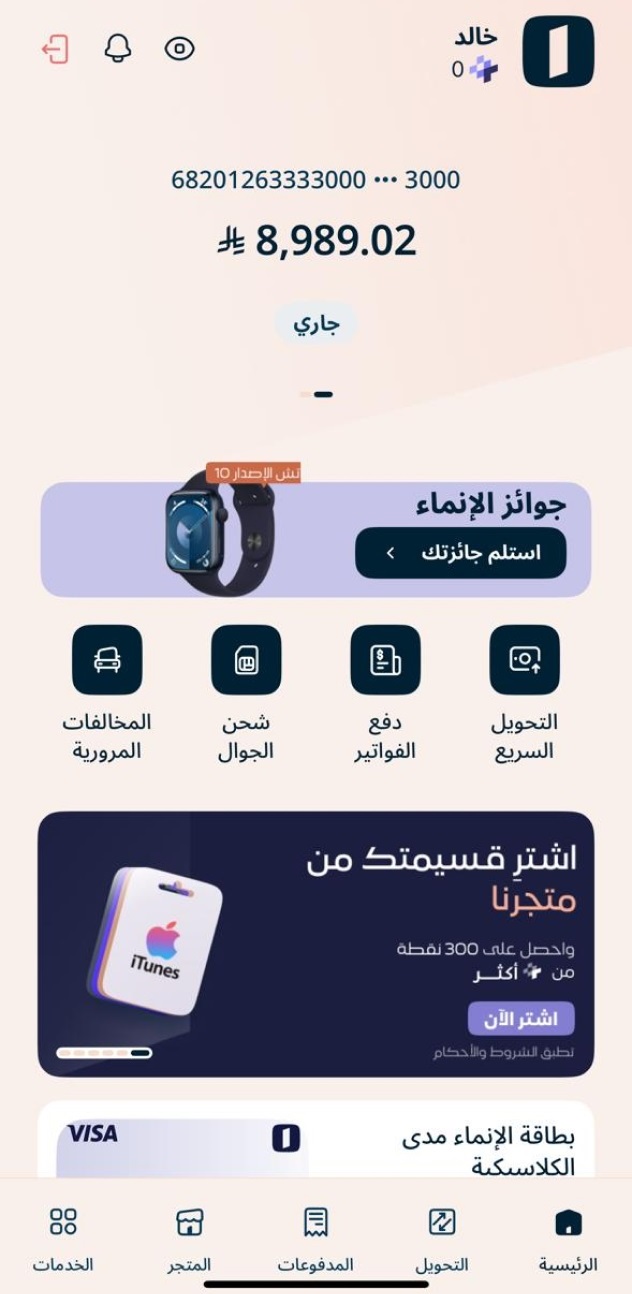 خالد
0
68201263333000 ••• 3000
8,989.02
جاري
تش الإصدار 10
جوائز الإنماء
استلم جائزتك
التحويل السريع
دفع الفواتير
شحن الجوال
المخالفات المرورية
اشترِ قسيمتك من
متجرنا
واحصل على 300 نقطة
من أكثـر
اشتر الآن
تطبق الشروط والأحكام
iTunes
بطاقة الإنماء مدى
الكلاسيكية
VISA
الرئيسية
التحويل
المدفوعات
المتجر
الخدمات